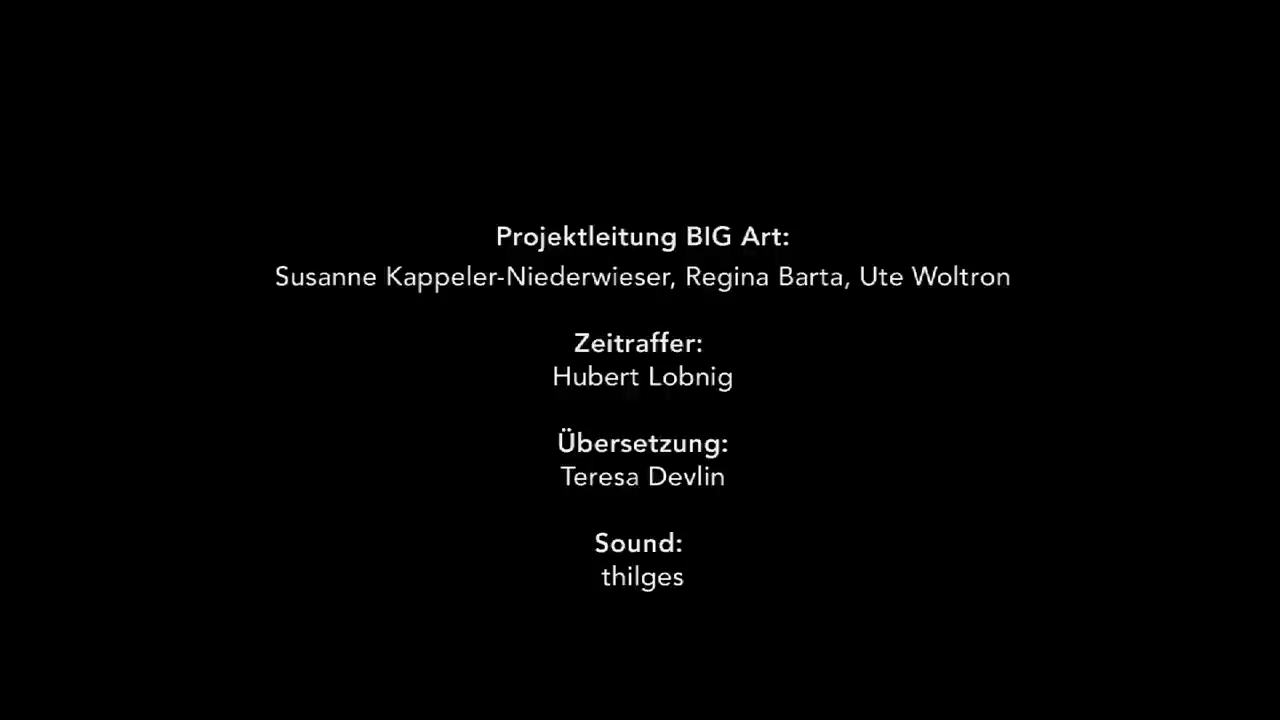 Projektleitung BIG Art:
Susanne Kappeler-Niederwieser, Regina Barta, Ute Woltron
Zeitraffer:
Hubert Lobnig
Übersetzung:
Teresa Devlin
Sound:
thilges